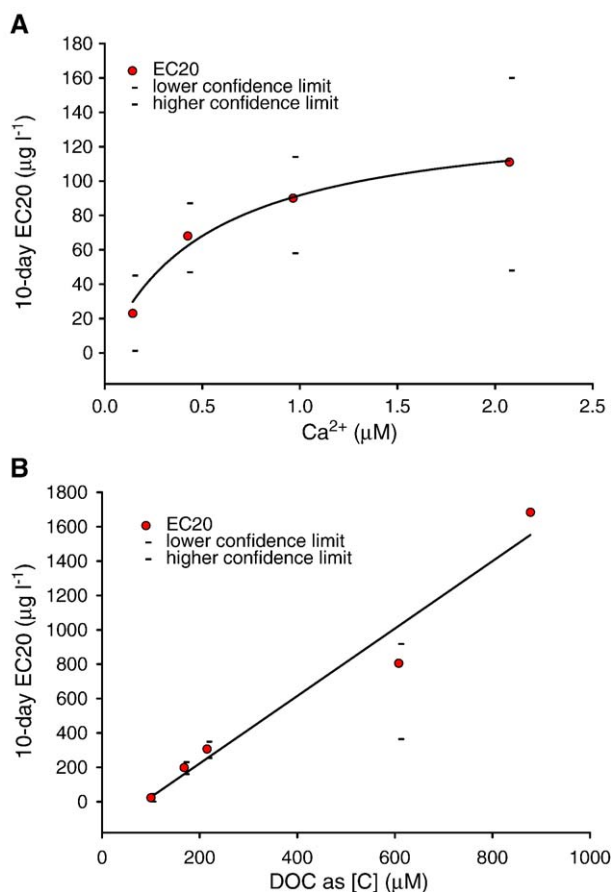 A
180
160
140
120
100
80
60
40
20
0
10-day EC20 (µg l⁻¹)
EC20
lower confidence limit
higher confidence limit
0.0 0.5 1.0 1.5 2.0 2.5
Ca²⁺ (µM)
B
1800
1600
1400
1200
1000
800
600
400
200
0
10-day EC20 (µg l⁻¹)
EC20
lower confidence limit
higher confidence limit
0 200 400 600 800 1000
DOC as [C] (µM)